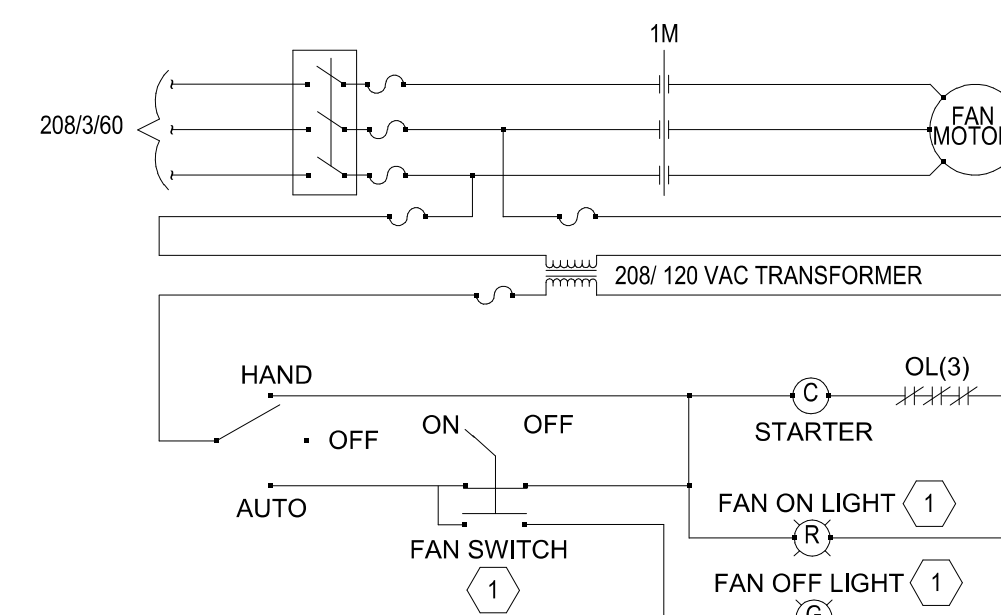 1M
208/3/60
FAN
MOTOR
208/ 120 VAC TRANSFORMER
HAND
OL(3)
C
ON
OFF
OFF
STARTER
AUTO
FAN ON LIGHT
1
R
FAN SWITCH
1
FAN OFF LIGHT
1
G